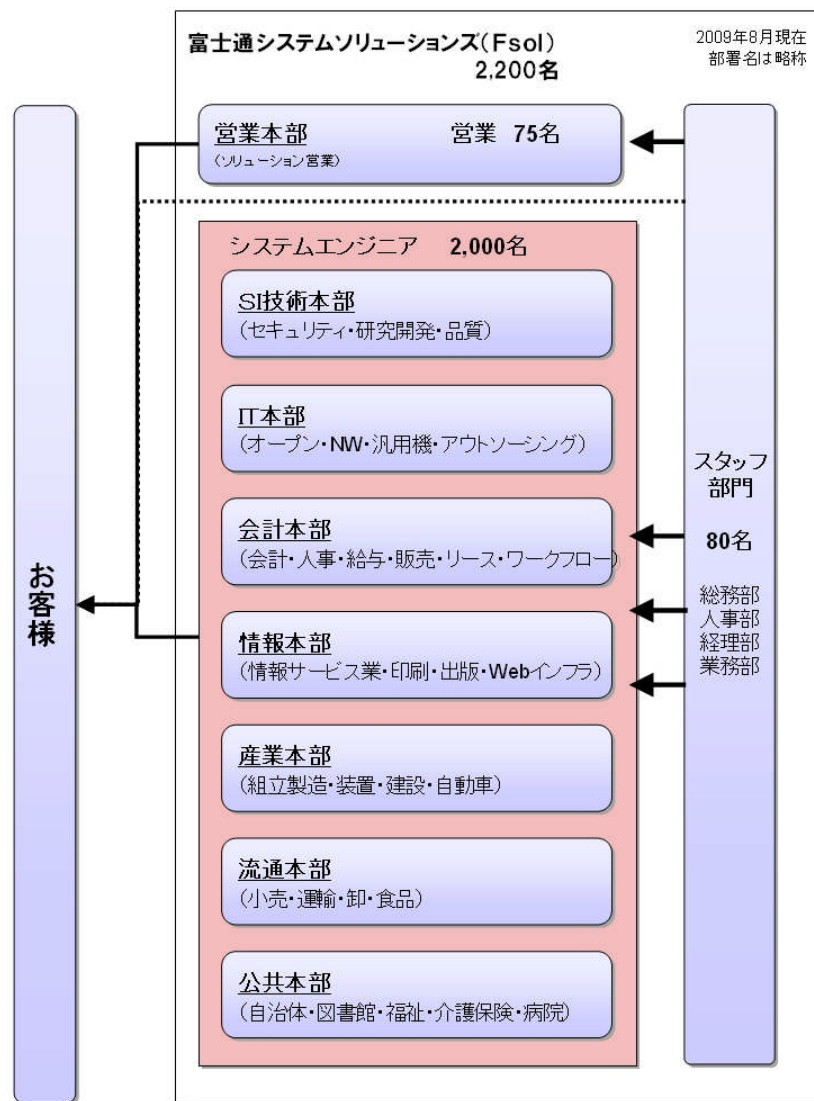 富士通システムソリューションズ(Fsol)
2,200名
2009年8月現在
部署名は略称
営業本部 営業 75名
(ソリューション営業)
システムエンジニア 2,000名
SI技術本部
(セキュリティ・研究開発・品質)
IT本部
(オープン・NW・汎用機・アウトソーシング)
会計本部
(会計・人事・給与・販売・リース・ワークフロー)
情報本部
(情報サービス業・印刷・出版・Webインフラ)
産業本部
(組立製造・装置・建設・自動車)
流通本部
(小売・運輸・卸・食品)
公共本部
(自治体・図書館・福祉・介護保険・病院)
スタッフ
部門
80名
総務部
人事部
経理部
業務部
お客様